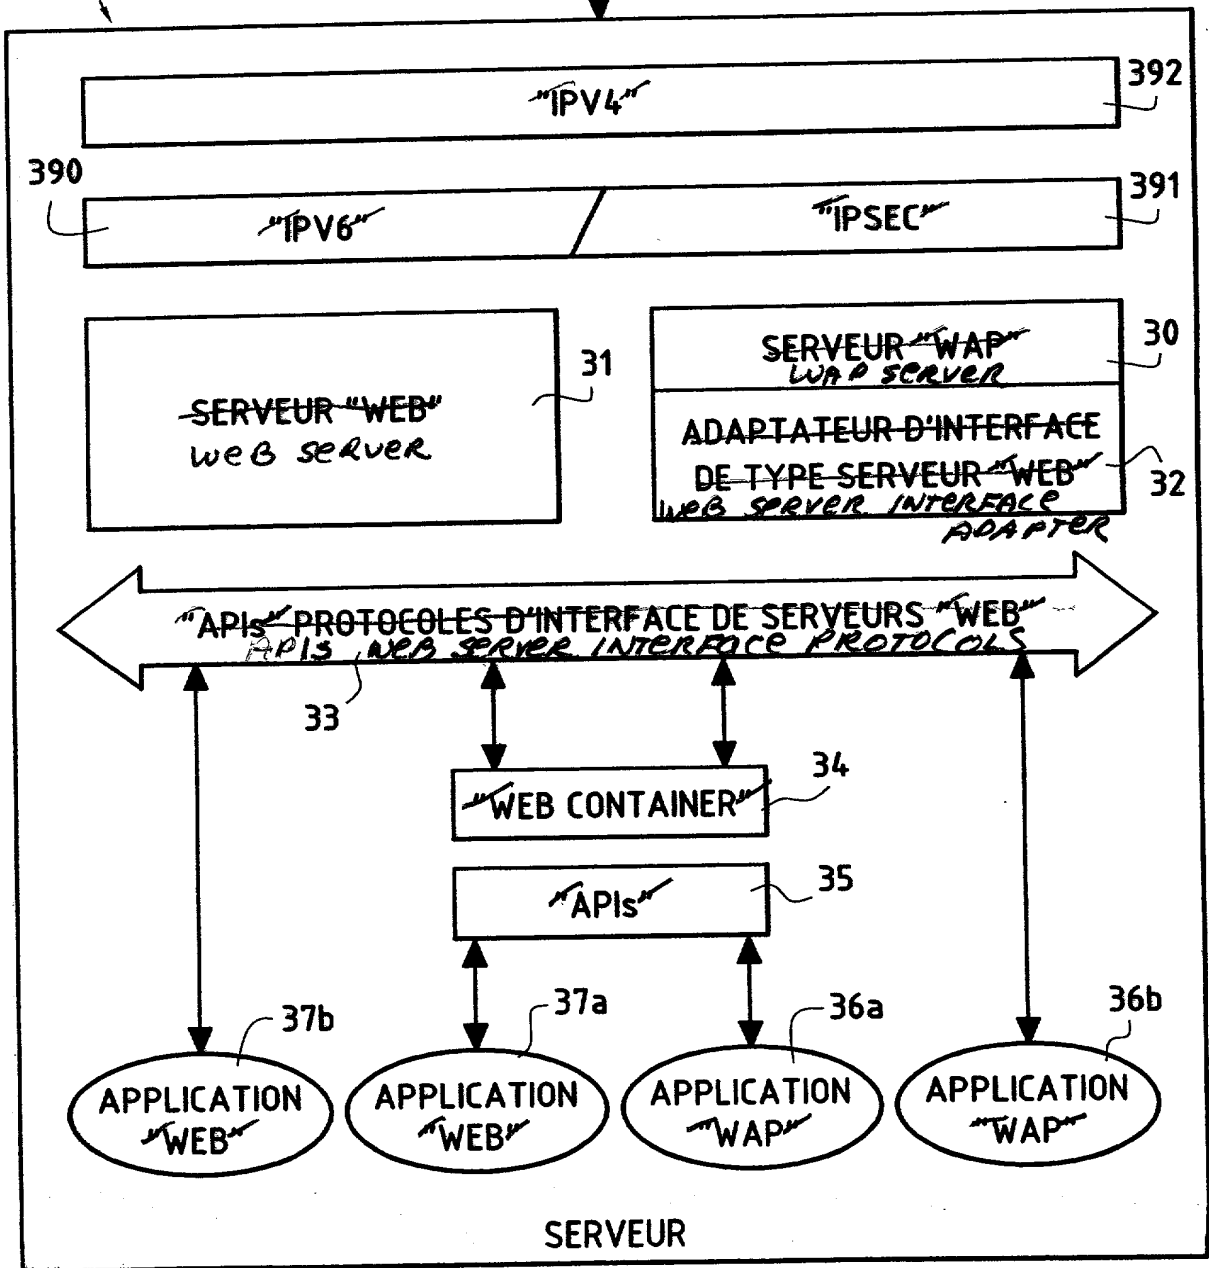 "IPV4"
392
390
"IPV6"
"IPSEC"
391
SERVEUR "WEB"
WEB SERVER
31
SERVEUR "WAP"
WAP SERVER
30
ADAPTATEUR D'INTERFACE
DE TYPE SERVEUR "WEB"
WEB SERVER INTERFACE
ADAPTER
32
"APIs" PROTOCOLES D'INTERFACE DE SERVEURS "WEB"
APIs WEB SERVER INTERFACE PROTOCOLS
33
"WEB CONTAINER"
34
"APIs"
35
37b
37a
36a
36b
APPLICATION
"WEB"
APPLICATION
"WEB"
APPLICATION
"WAP"
APPLICATION
"WAP"
SERVEUR